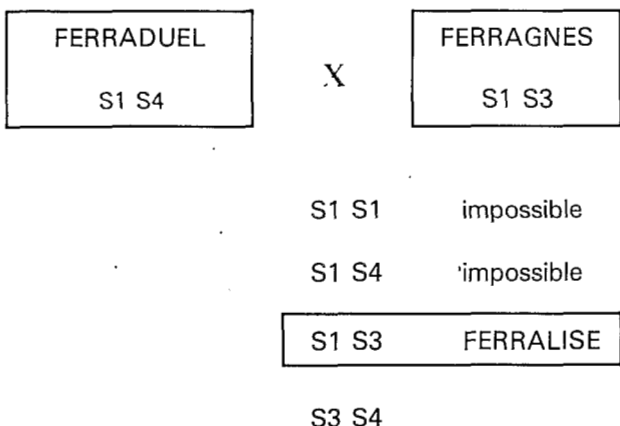 FERRADUEL
S1 S4
X
FERRAGNES
S1 S3
S1 S1 impossible
S1 S4 impossible
S1 S3 FERRALISE
S3 S4